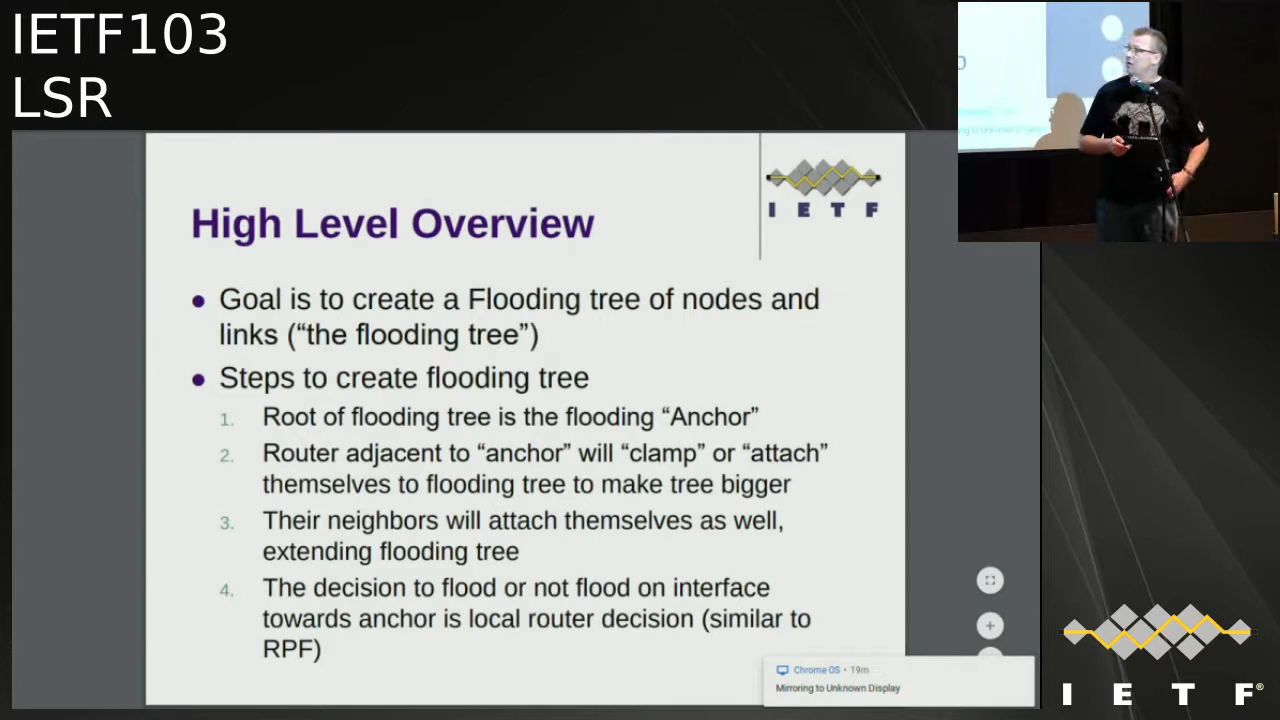 IETF103
LSR
I E T F
High Level Overview
Goal is to create a Flooding tree of nodes and
links (“the flooding tree”)
Steps to create flooding tree
1. Root of flooding tree is the flooding “Anchor”
2. Router adjacent to “anchor” will “clamp” or “attach”
themselves to flooding tree to make tree bigger
3. Their neighbors will attach themselves as well,
extending flooding tree
4. The decision to flood or not flood on interface
towards anchor is local router decision (similar to
RPF)
Chrome OS • 19m
Mirroring to Unknown Display
I E T F®